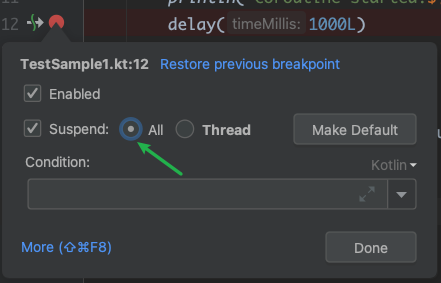 println("Coroutine started:$
12 delay( timeMillis: 1000L)
TestSample1.kt:12 Restore previous breakpoint
Enabled
Suspend: All Thread Make Default
Condition: Kotlin
More (⇧⌘F8) Done